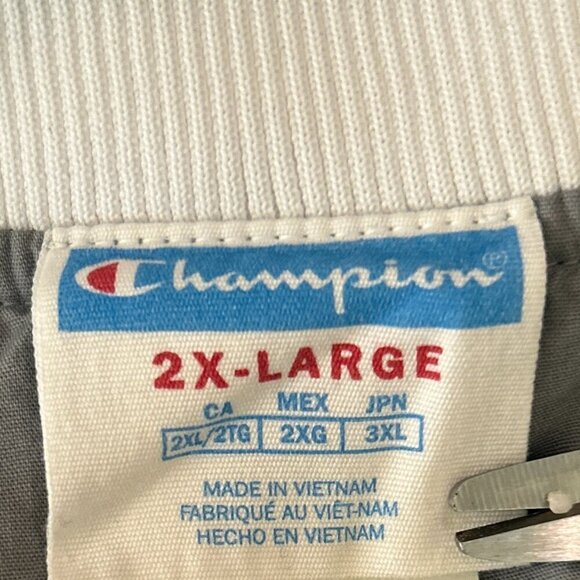 Champion®
2X-LARGE
CA MEX JPN
2XL/2TG 2XG 3XL
MADE IN VIETNAM
FABRIQUÉ AU VIÊT-NAM
HECHO EN VIETNAM